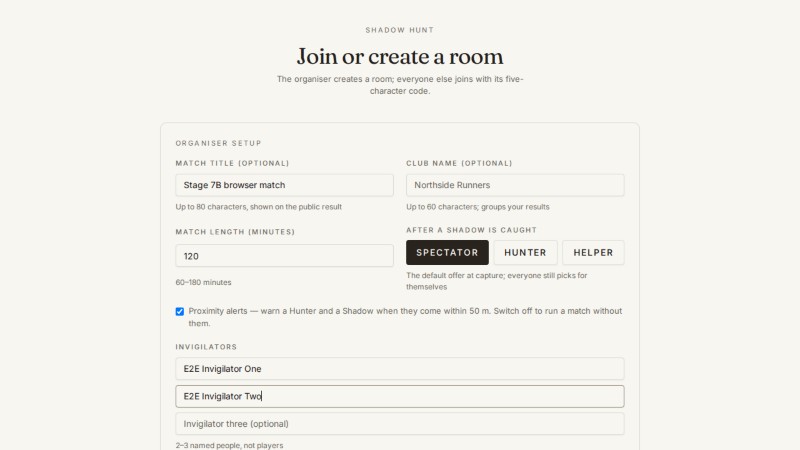 SHADOW HUNT
Join or create a room
The organiser creates a room; everyone else joins with its five-
character code.
ORGANISER SETUP
MATCH TITLE (OPTIONAL)
Stage 7B browser match
Up to 80 characters, shown on the public result
CLUB NAME (OPTIONAL)
Northside Runners
Up to 60 characters; groups your results
MATCH LENGTH (MINUTES)
120
60–180 minutes
AFTER A SHADOW IS CAUGHT
SPECTATOR HUNTER HELPER
The default offer at capture; everyone still picks for
themselves
Proximity alerts — warn a Hunter and a Shadow when they come within 50 m. Switch off to run a match without
them.
INVIGILATORS
E2E Invigilator One
E2E Invigilator Two
Invigilator three (optional)
2–3 named people, not players